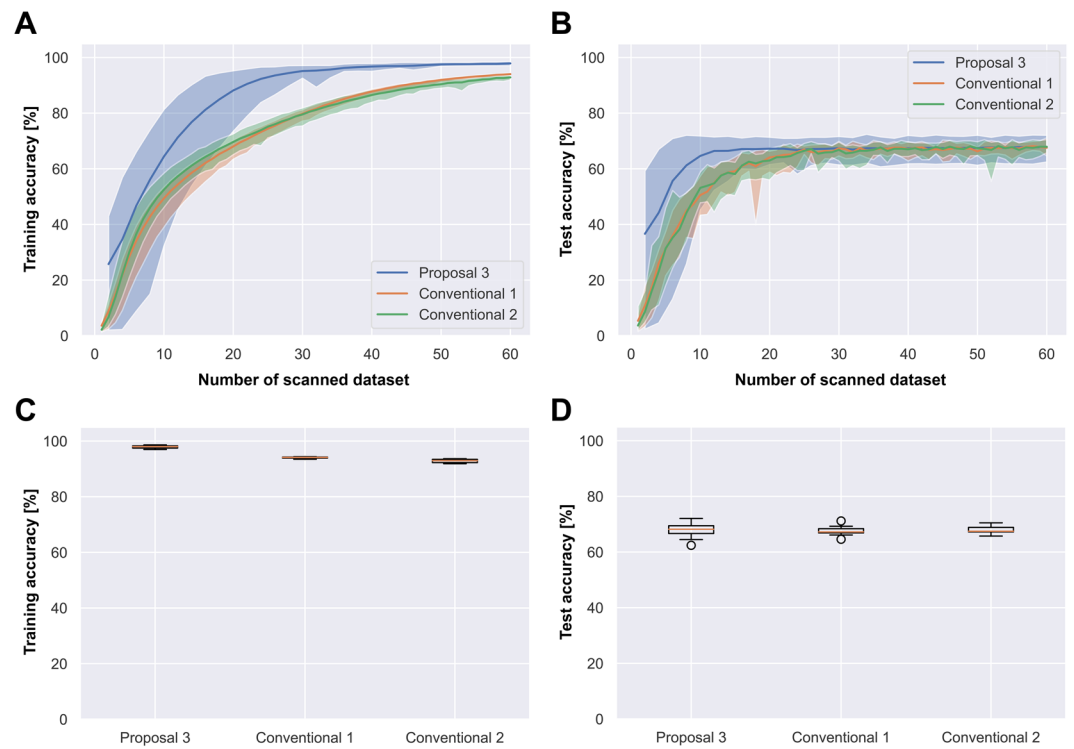 A
100
80
60
40
20
0
Training accuracy [%]
0 10 20 30 40 50 60
Number of scanned dataset
Proposal 3
Conventional 1
Conventional 2
B
100
80
60
40
20
0
Test accuracy [%]
0 10 20 30 40 50 60
Number of scanned dataset
Proposal 3
Conventional 1
Conventional 2
C
100
80
60
40
20
0
Training accuracy [%]
Proposal 3 Conventional 1 Conventional 2
D
100
80
60
40
20
0
Test accuracy [%]
Proposal 3 Conventional 1 Conventional 2